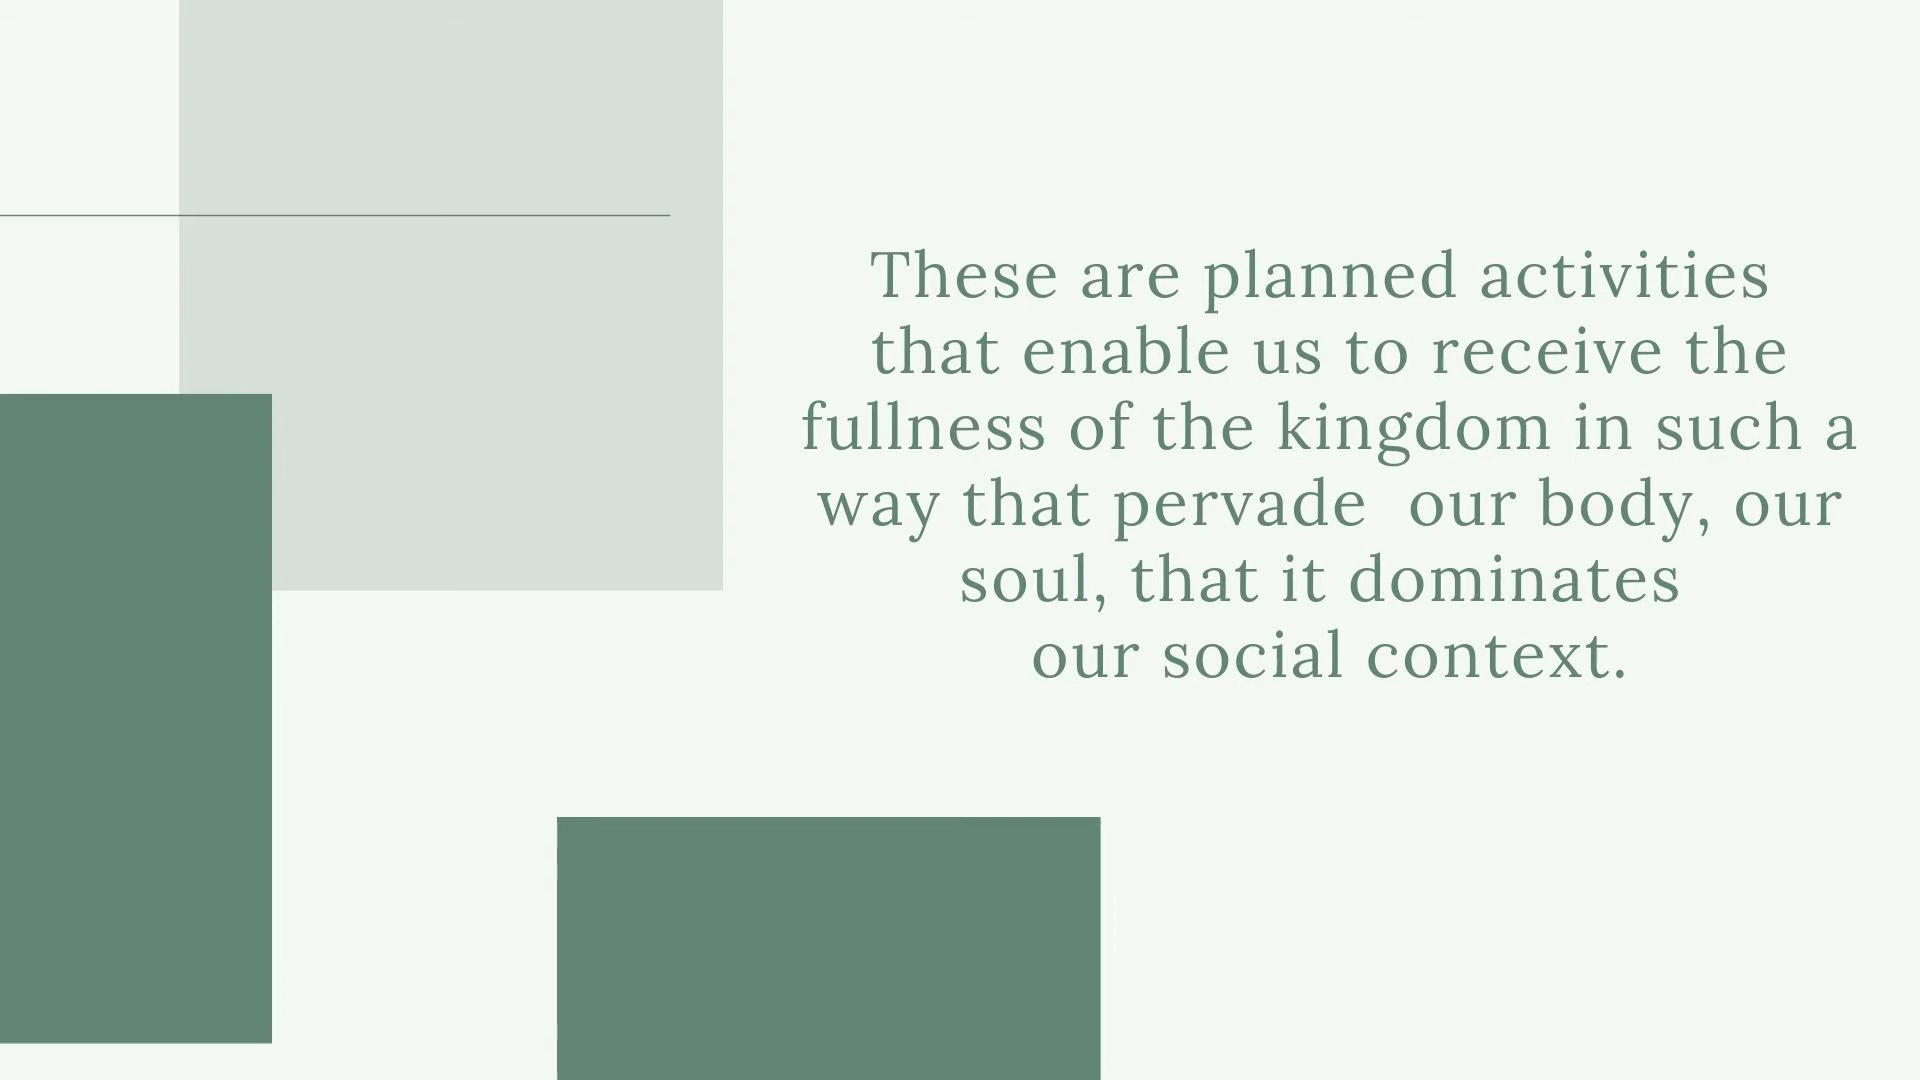 These are planned activities
that enable us to receive the
fullness of the kingdom in such a
way that pervade  our body, our
soul, that it dominates
our social context.